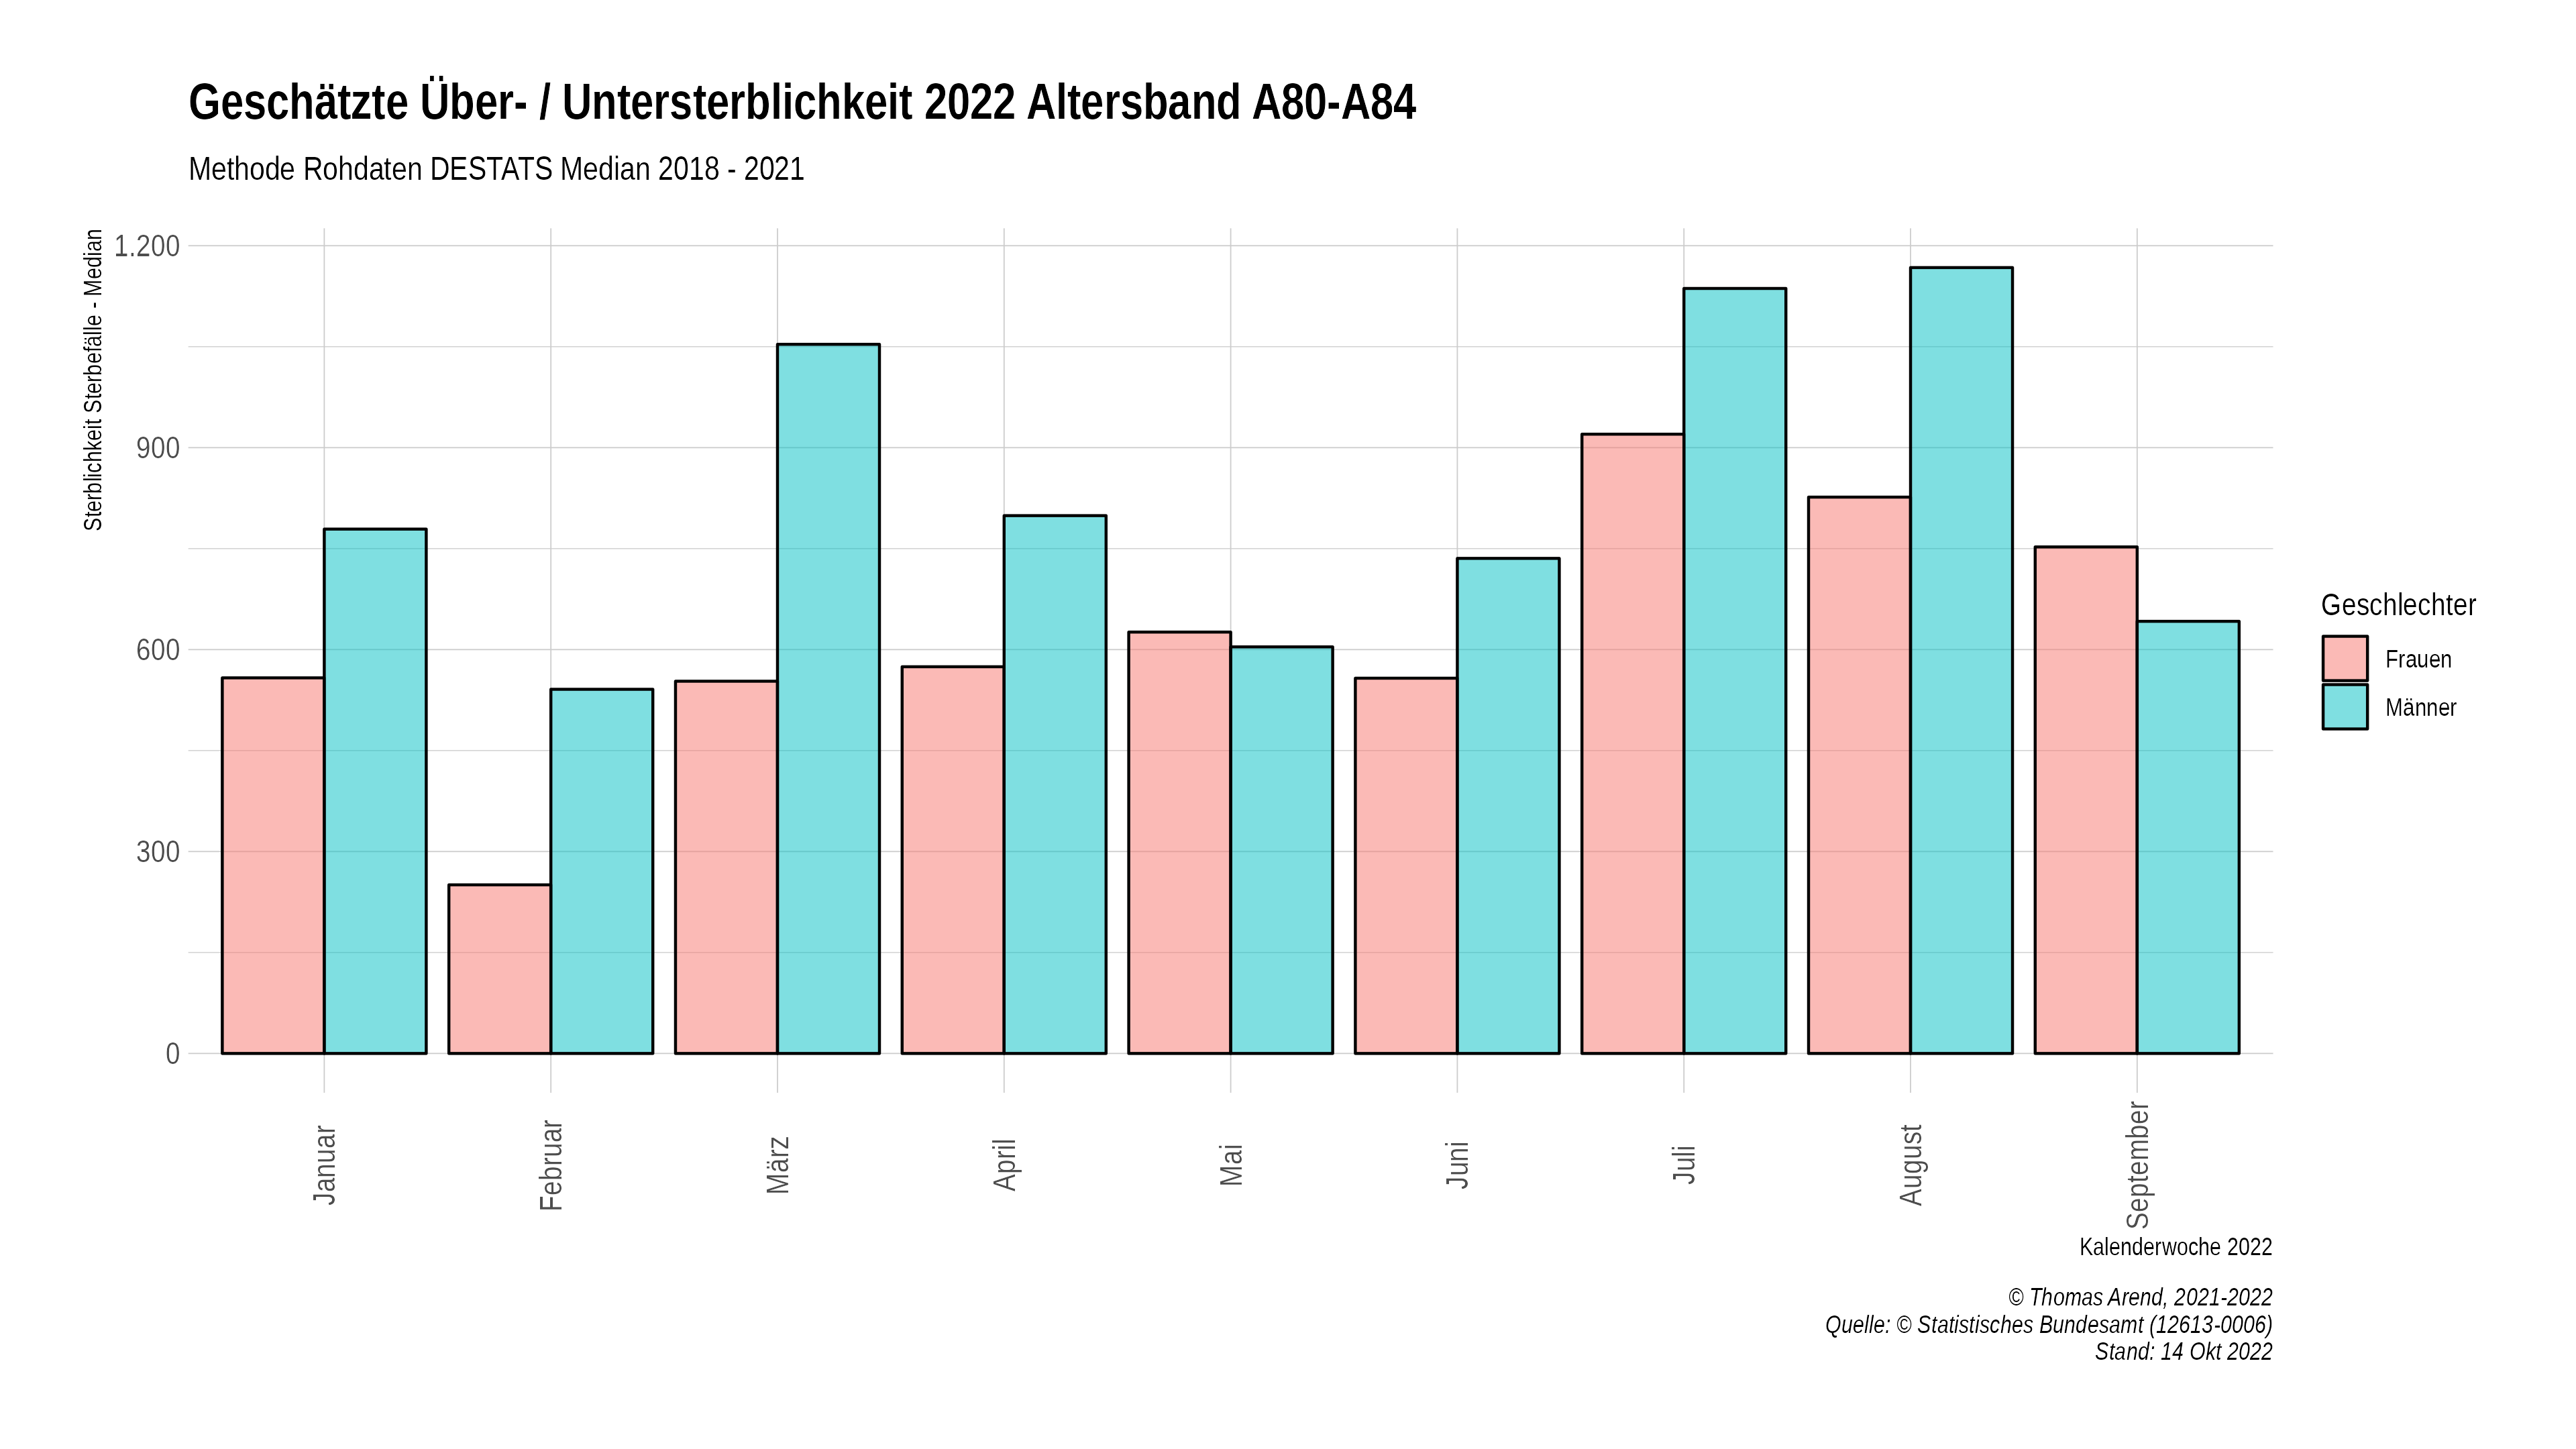 Geschätzte Über- / Untersterblichkeit 2022 Altersband A80-A84
Methode Rohdaten DESTATS Median 2018 - 2021
Sterblichkeit Sterbefälle - Median
1.200
900
600
300
0
Januar
Februar
März
April
Mai
Juni
Juli
August
September
Kalenderwoche 2022
Geschlechter
Frauen
Männer
© Thomas Arend, 2021-2022
Quelle: © Statistisches Bundesamt (12613-0006)
Stand: 14 Okt 2022